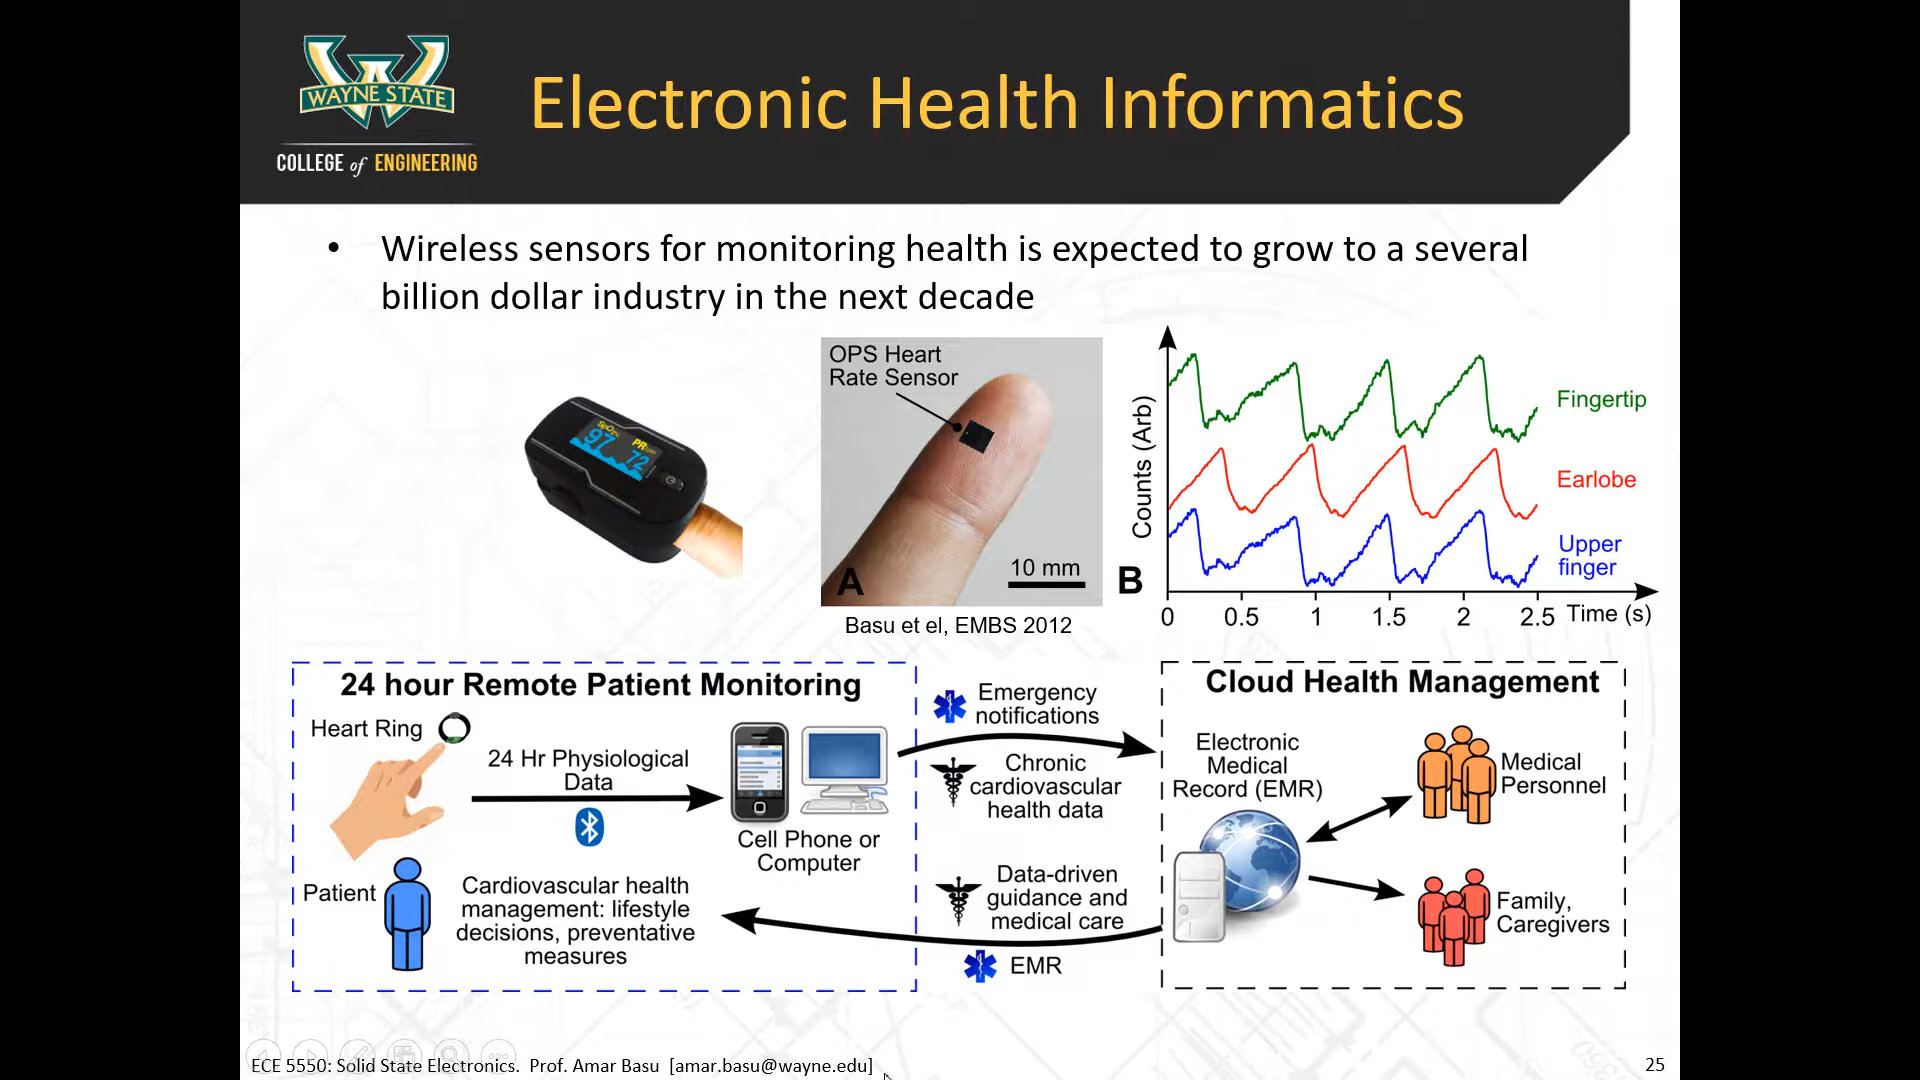 WAYNE STATE
COLLEGE of ENGINEERING
Electronic Health Informatics
• Wireless sensors for monitoring health is expected to grow to a several
billion dollar industry in the next decade
SpO2%
97
PRbpm
72
OPS Heart
Rate Sensor
10 mm
A
Basu et el, EMBS 2012
B
Counts (Arb)
Fingertip
Earlobe
Upper
finger
0 0.5 1 1.5 2 2.5 Time (s)
24 hour Remote Patient Monitoring
Heart Ring
24 Hr Physiological
Data
Cell Phone or
Computer
Patient
Cardiovascular health
management: lifestyle
decisions, preventative
measures
Emergency
notifications
Chronic
cardiovascular
health data
Data-driven
guidance and
medical care
EMR
Cloud Health Management
Electronic
Medical
Record (EMR)
Medical
Personnel
Family,
Caregivers
ECE 5550: Solid State Electronics. Prof. Amar Basu [amar.basu@wayne.edu]
25